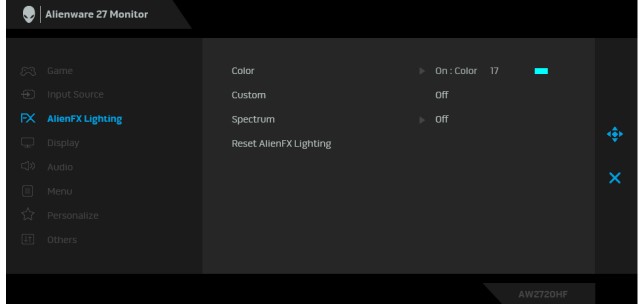 Alienware 27 Monitor
Game
Color On : Color 17
Input Source
Custom Off
FX AlienFX Lighting
Spectrum Off
Display
Reset AlienFX Lighting
Audio
Menu
Personalize
Others
AW2720HF